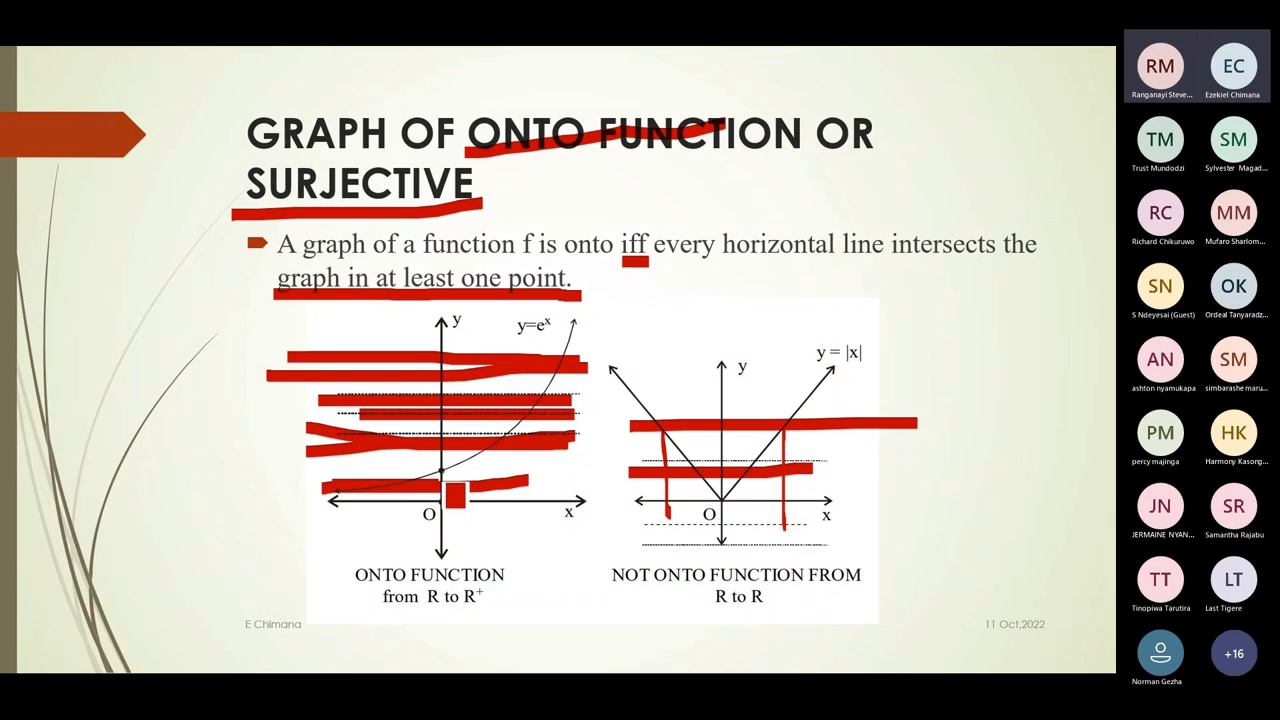 GRAPH OF ONTO FUNCTION OR
SURJECTIVE
A graph of a function f is onto iff every horizontal line intersects the
graph in at least one point.
y
y=eˣ
O
x
ONTO FUNCTION
from R to R⁺
y
y = |x|
O
x
NOT ONTO FUNCTION FROM
R to R
E Chimana
11 Oct,2022
RM
EC
Ranganayi Steve...
Ezekiel Chimana
TM
SM
Trust Mundodzi
Sylvester Magad...
RC
MM
Richard Chikuruwo
Mufaro Sharlom...
SN
OK
S Ndeyesai (Guest)
Ordeal Tanyaradz...
AN
SM
ashton nyamukapa
simbarashe maru...
PM
HK
percy majinga
Harmony Kasong...
JN
SR
JERMAINE NYAN...
Samantha Rajabu
TT
LT
Tinopiwa Tarutira
Last Tigere
+16
Norman Gezha